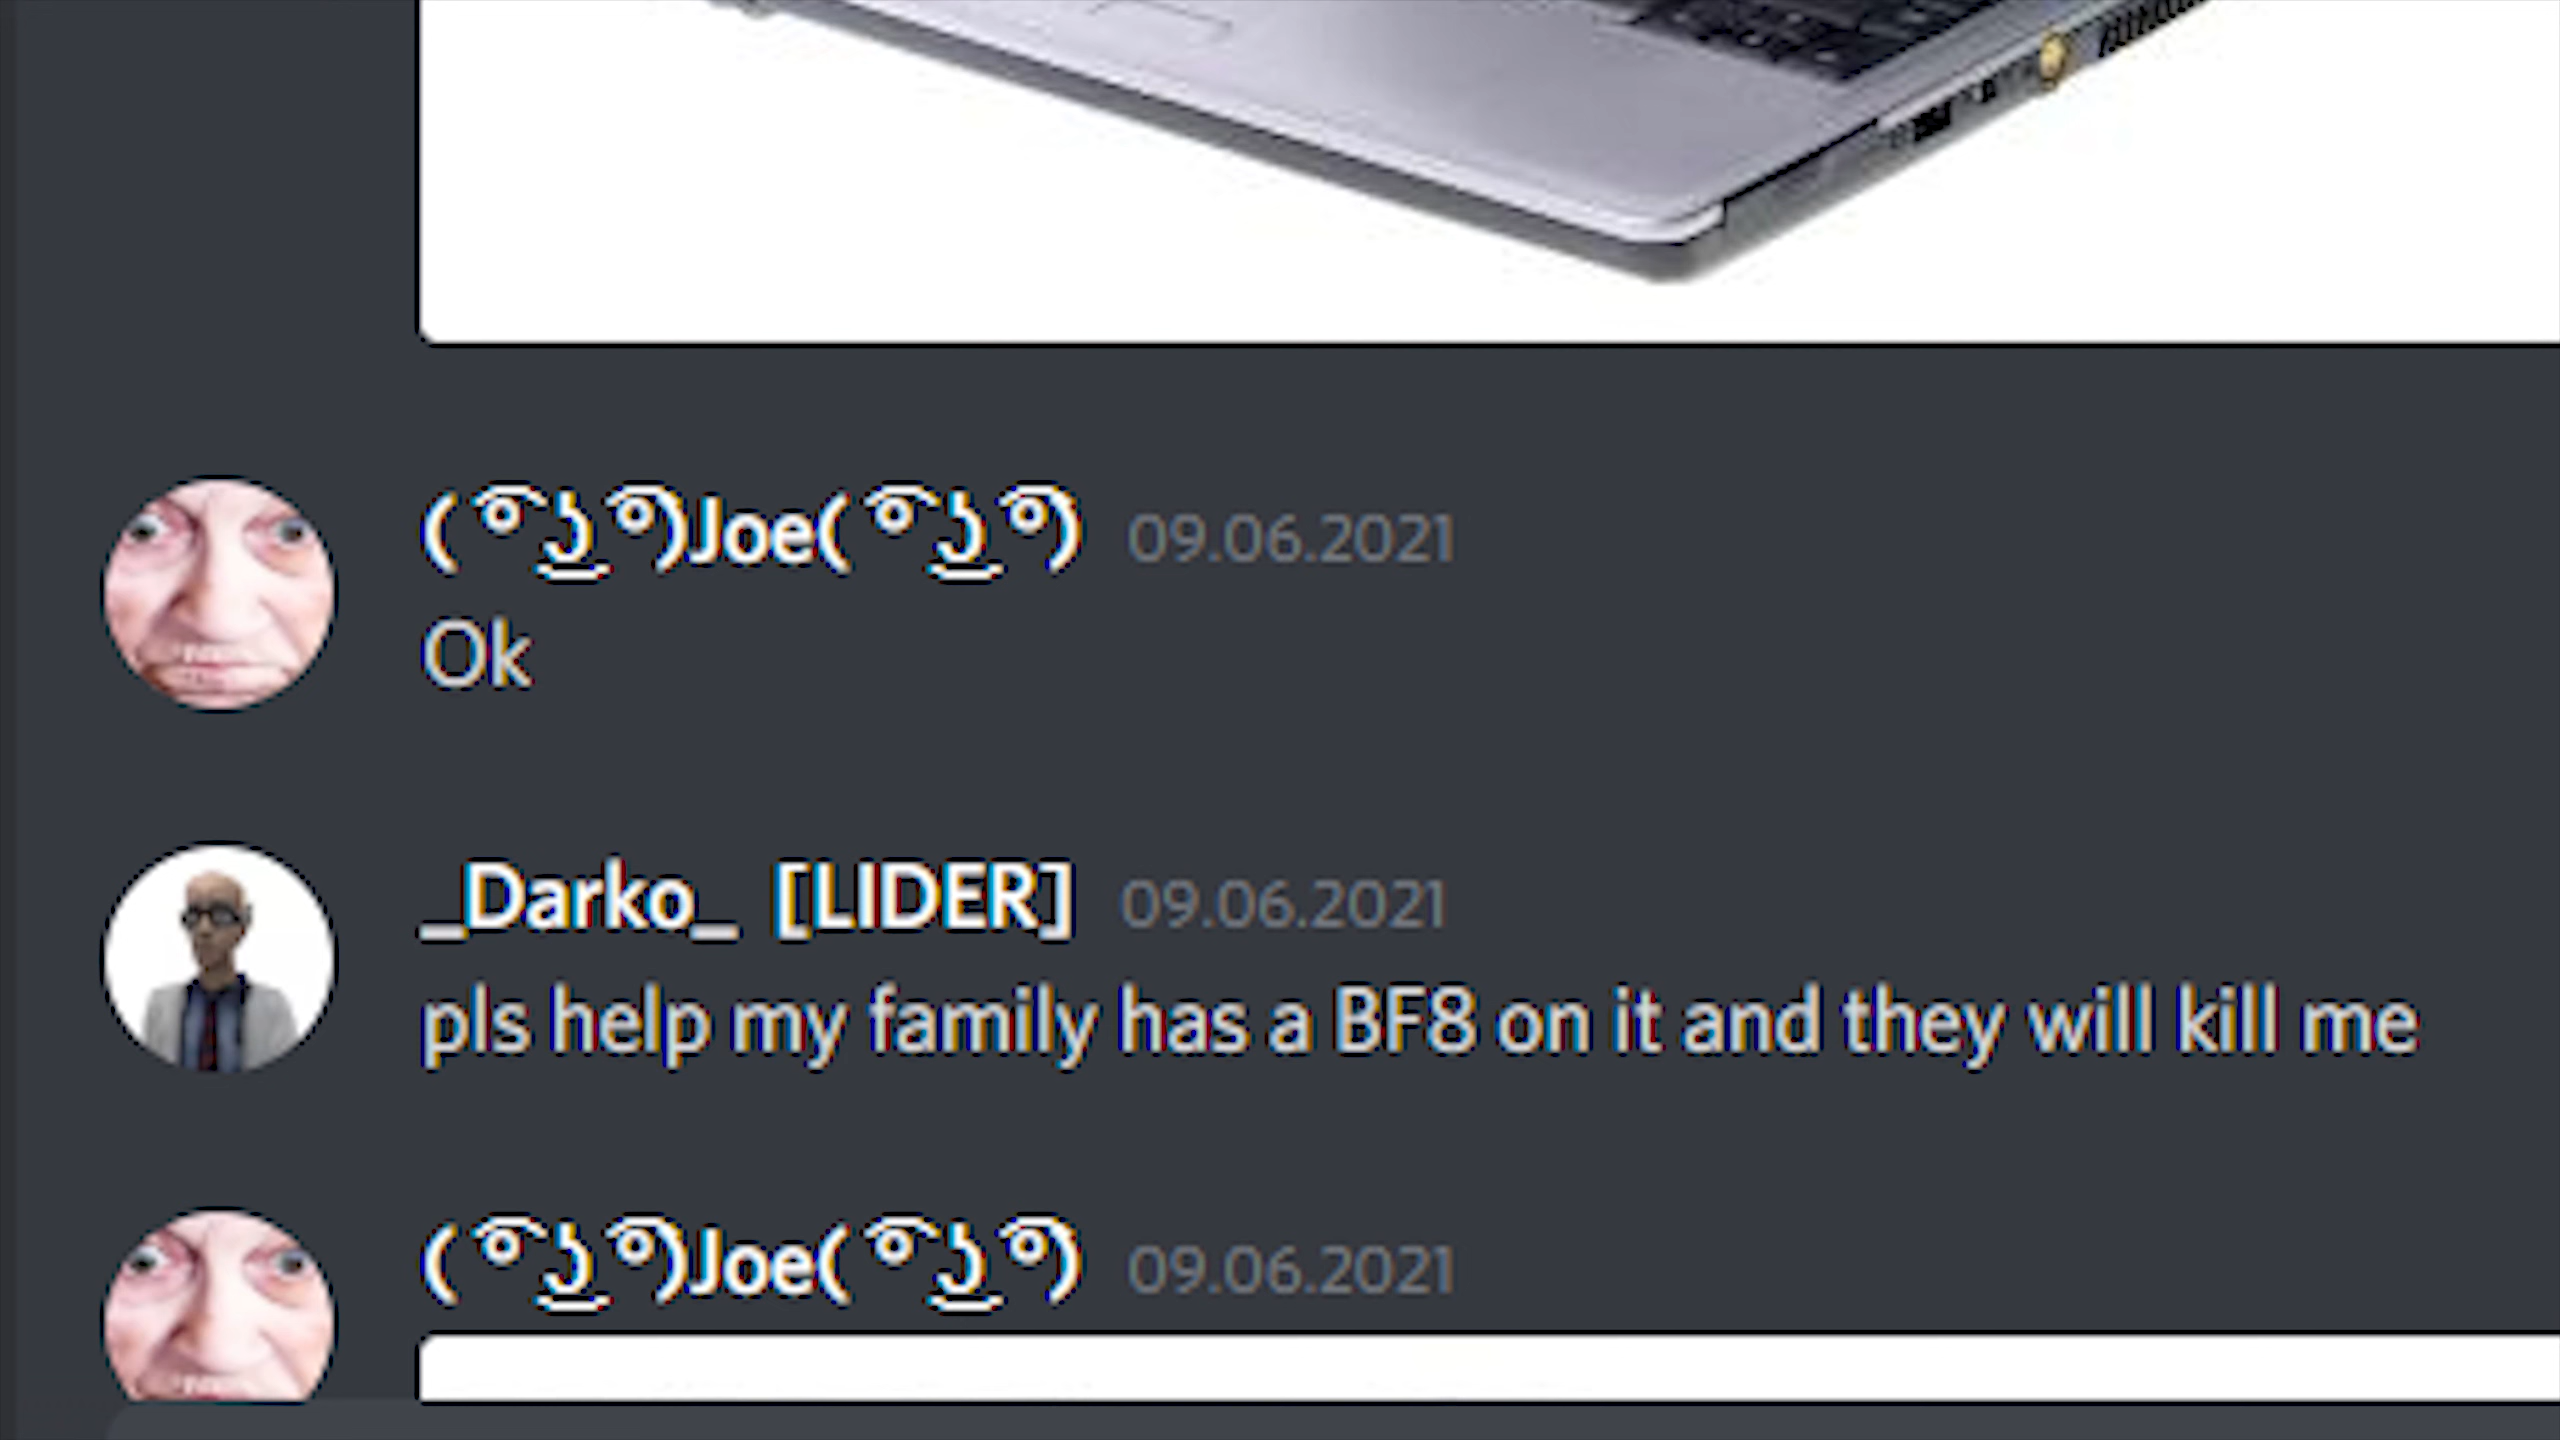 ( ͡° ͜ʖ ͡°)Joe( ͡° ͜ʖ ͡°) 09.06.2021
Ok
_Darko_ [LIDER] 09.06.2021
pls help my family has a BF8 on it and they will kill me
( ͡° ͜ʖ ͡°)Joe( ͡° ͜ʖ ͡°) 09.06.2021